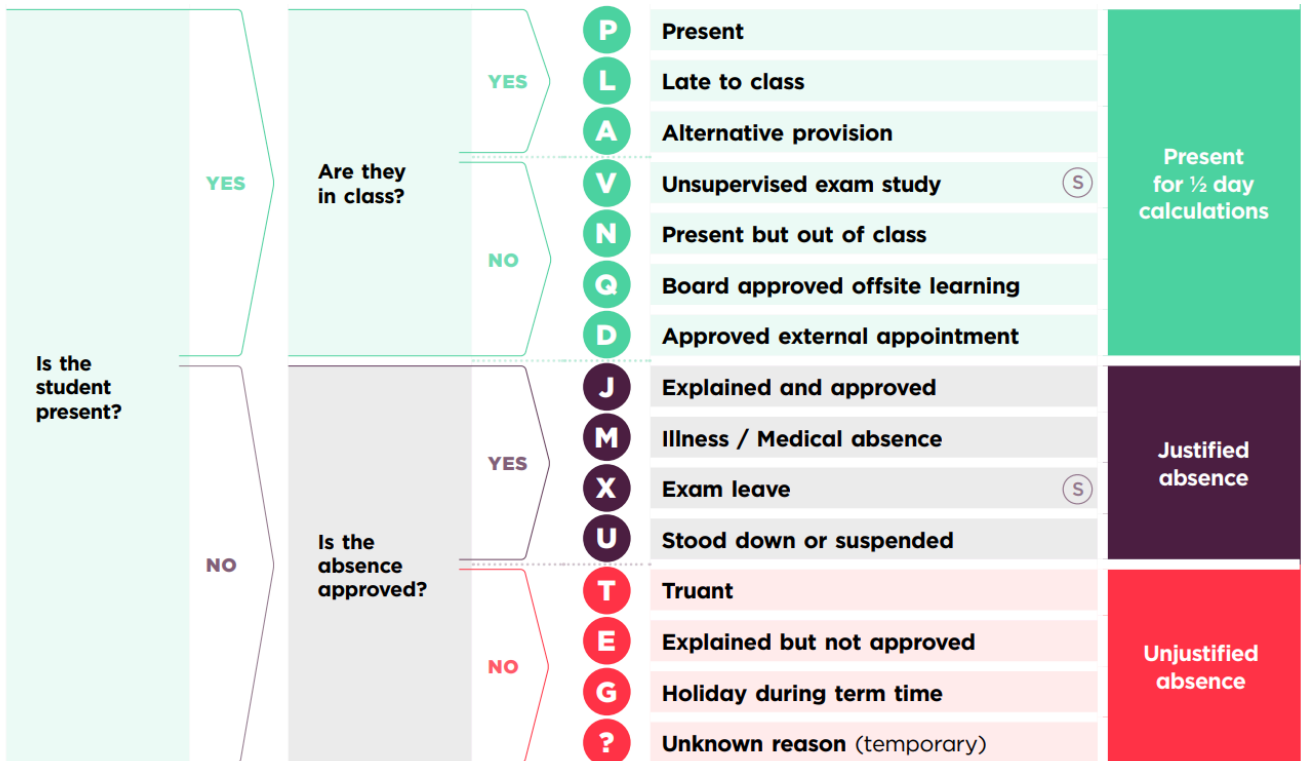 Is the
student
present?
YES
NO
Are they
in class?
YES
NO
Is the
absence
approved?
YES
NO
P Present
L Late to class
A Alternative provision
V Unsupervised exam study S
N Present but out of class
Q Board approved offsite learning
D Approved external appointment
Present
for ½ day
calculations
J Explained and approved
M Illness / Medical absence
X Exam leave S
U Stood down or suspended
Justified
absence
T Truant
E Explained but not approved
G Holiday during term time
? Unknown reason (temporary)
Unjustified
absence